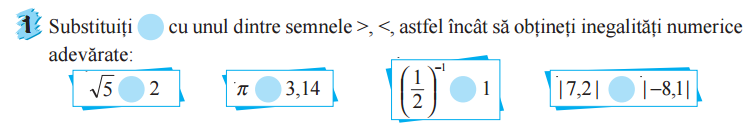 1 Substituiți ◯ cu unul dintre semnele >, <, astfel încât să obțineți inegalități numerice
adevărate:
√5 ◯ 2    π ◯ 3,14    (1/2)⁻¹ ◯ 1    |7,2| ◯ |−8,1|